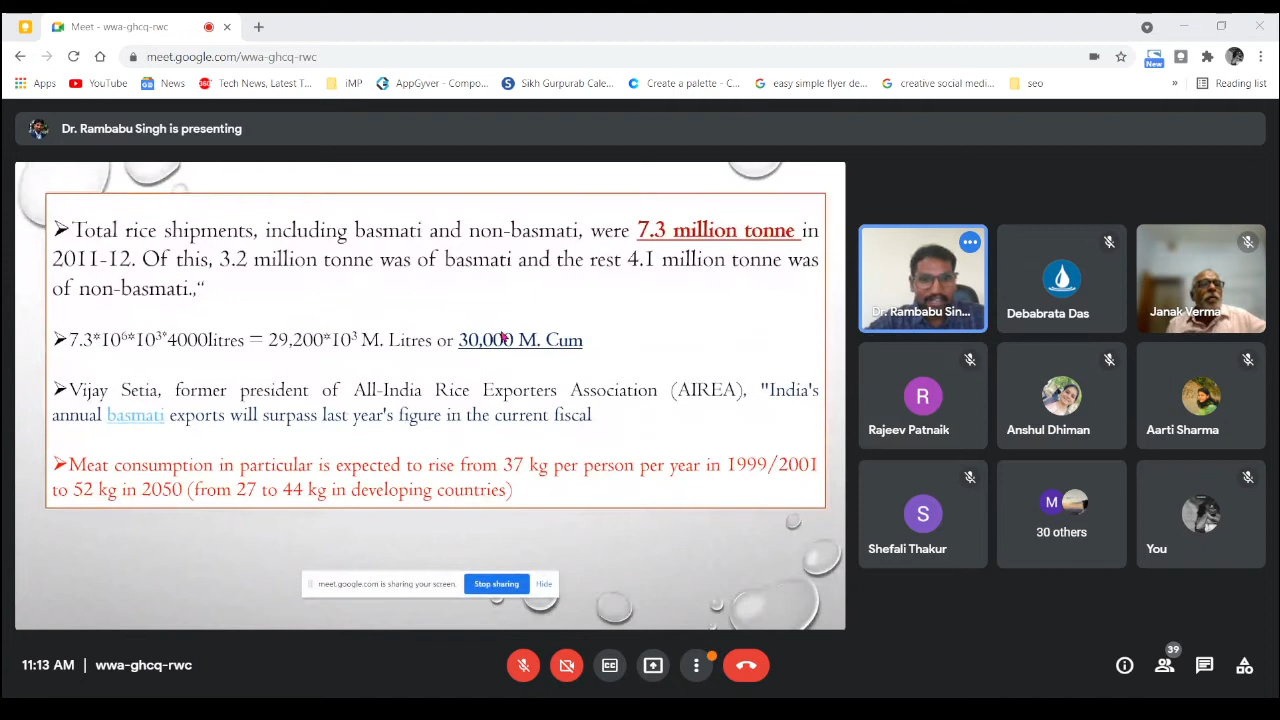 Meet - wwa-ghcq-rwc
meet.google.com/wwa-ghcq-rwc
New
Apps YouTube News Tech News, Latest T... iMP AppGyver - Compo... Sikh Gurpurab Cale... Create a palette - C... easy simple flyer de... creative social medi... seo » Reading list
Dr. Rambabu Singh is presenting
➢Total rice shipments, including basmati and non-basmati, were 7.3 million tonne in
2011-12. Of this, 3.2 million tonne was of basmati and the rest 4.1 million tonne was
of non-basmati.,“
➢7.3*10⁶*10³*4000litres = 29,200*10³ M. Litres or 30,000 M. Cum
➢Vijay Setia, former president of All-India Rice Exporters Association (AIREA), "India's
annual basmati exports will surpass last year's figure in the current fiscal
➢Meat consumption in particular is expected to rise from 37 kg per person per year in 1999/2001
to 52 kg in 2050 (from 27 to 44 kg in developing countries)
meet.google.com is sharing your screen. Stop sharing Hide
Dr. Rambabu Sin...
Debabrata Das
Janak Verma
R
Rajeev Patnaik
Anshul Dhiman
Aarti Sharma
S
Shefali Thakur
M
30 others
You
11:13 AM | wwa-ghcq-rwc
39